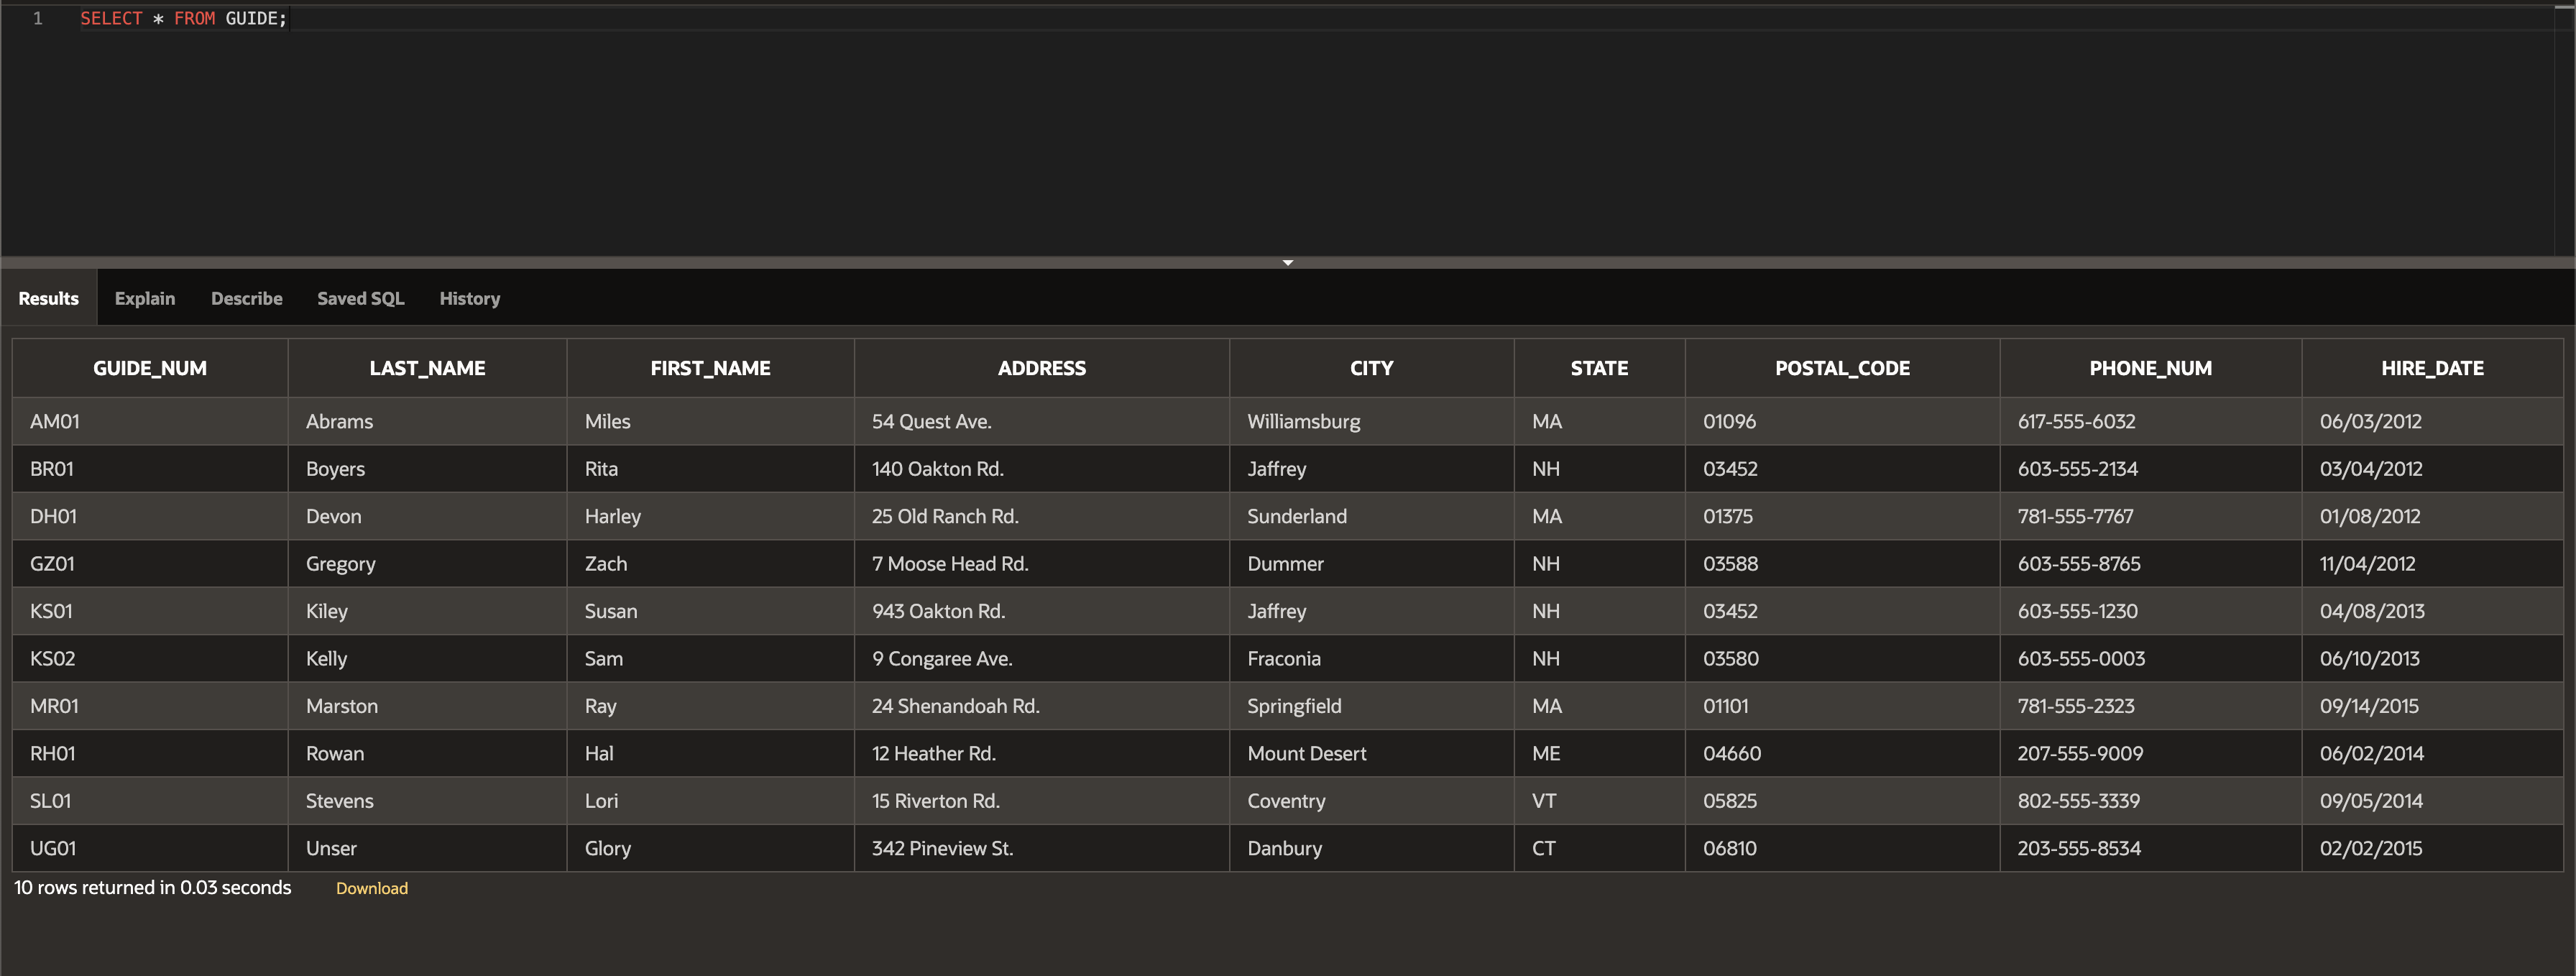 1 SELECT * FROM GUIDE;
Results Explain Describe Saved SQL History
GUIDE_NUM LAST_NAME FIRST_NAME ADDRESS CITY STATE POSTAL_CODE PHONE_NUM HIRE_DATE
AM01 Abrams Miles 54 Quest Ave. Williamsburg MA 01096 617-555-6032 06/03/2012
BR01 Boyers Rita 140 Oakton Rd. Jaffrey NH 03452 603-555-2134 03/04/2012
DH01 Devon Harley 25 Old Ranch Rd. Sunderland MA 01375 781-555-7767 01/08/2012
GZ01 Gregory Zach 7 Moose Head Rd. Dummer NH 03588 603-555-8765 11/04/2012
KS01 Kiley Susan 943 Oakton Rd. Jaffrey NH 03452 603-555-1230 04/08/2013
KS02 Kelly Sam 9 Congaree Ave. Fraconia NH 03580 603-555-0003 06/10/2013
MR01 Marston Ray 24 Shenandoah Rd. Springfield MA 01101 781-555-2323 09/14/2015
RH01 Rowan Hal 12 Heather Rd. Mount Desert ME 04660 207-555-9009 06/02/2014
SL01 Stevens Lori 15 Riverton Rd. Coventry VT 05825 802-555-3339 09/05/2014
UG01 Unser Glory 342 Pineview St. Danbury CT 06810 203-555-8534 02/02/2015
10 rows returned in 0.03 seconds Download